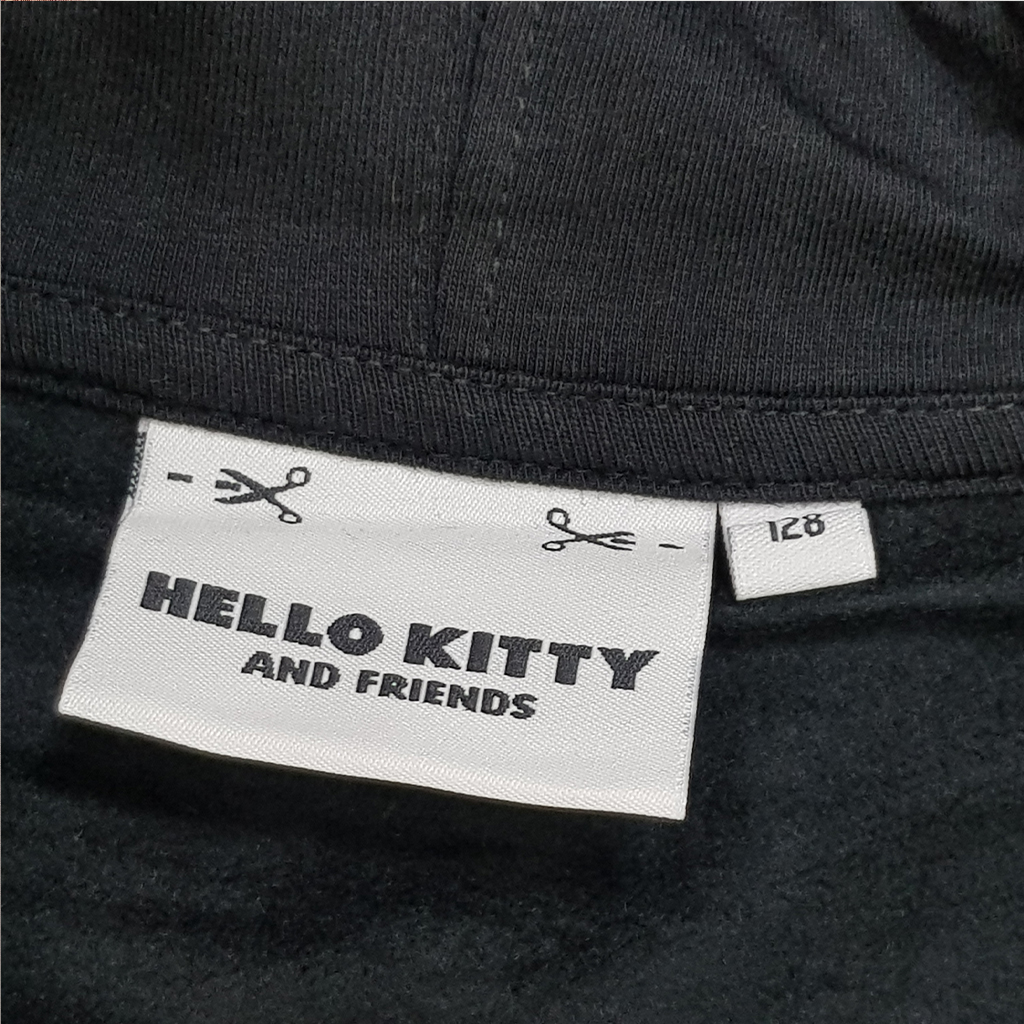 HELLO KITTY
AND FRIENDS
128